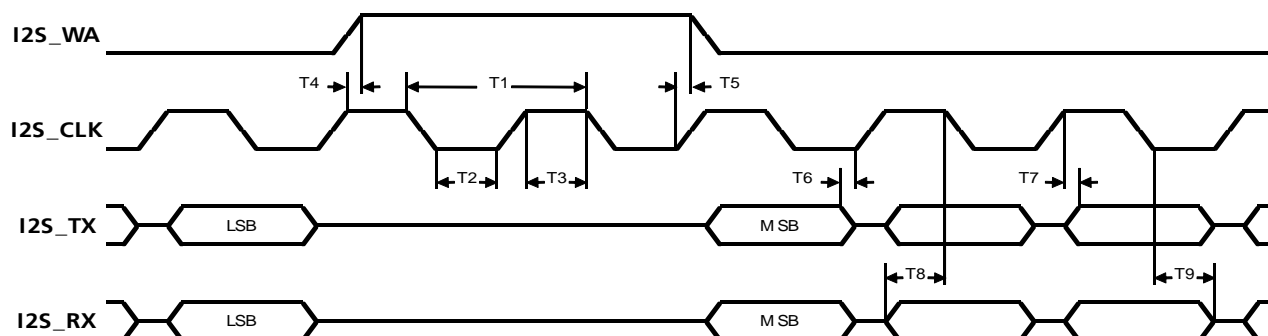 I2S_WA
T4
T1
T5
I2S_CLK
T2
T3
T6
T7
I2S_TX
LSB
MSB
T8
T9
I2S_RX
LSB
MSB